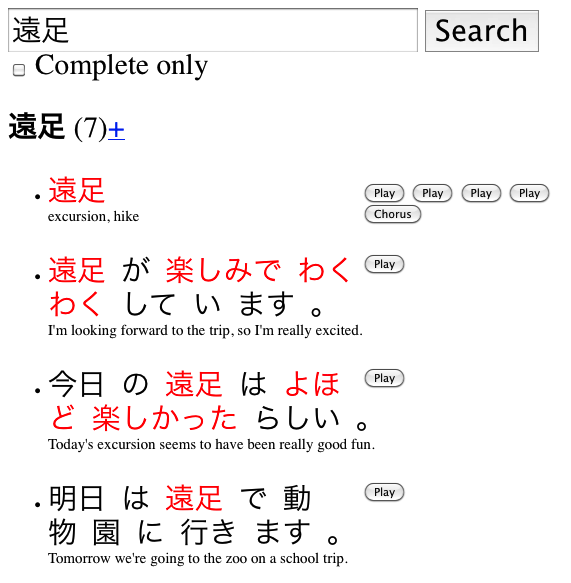 遠足 Search
Complete only
遠足 (7)+
遠足 Play Play Play Play
excursion, hike Chorus
遠足 が 楽しみで わく Play
わく して い ます 。
I'm looking forward to the trip, so I'm really excited.
今日 の 遠足 は よほ Play
ど 楽しかった らしい 。
Today's excursion seems to have been really good fun.
明日 は 遠足 で 動 Play
物 園 に 行き ます 。
Tomorrow we're going to the zoo on a school trip.